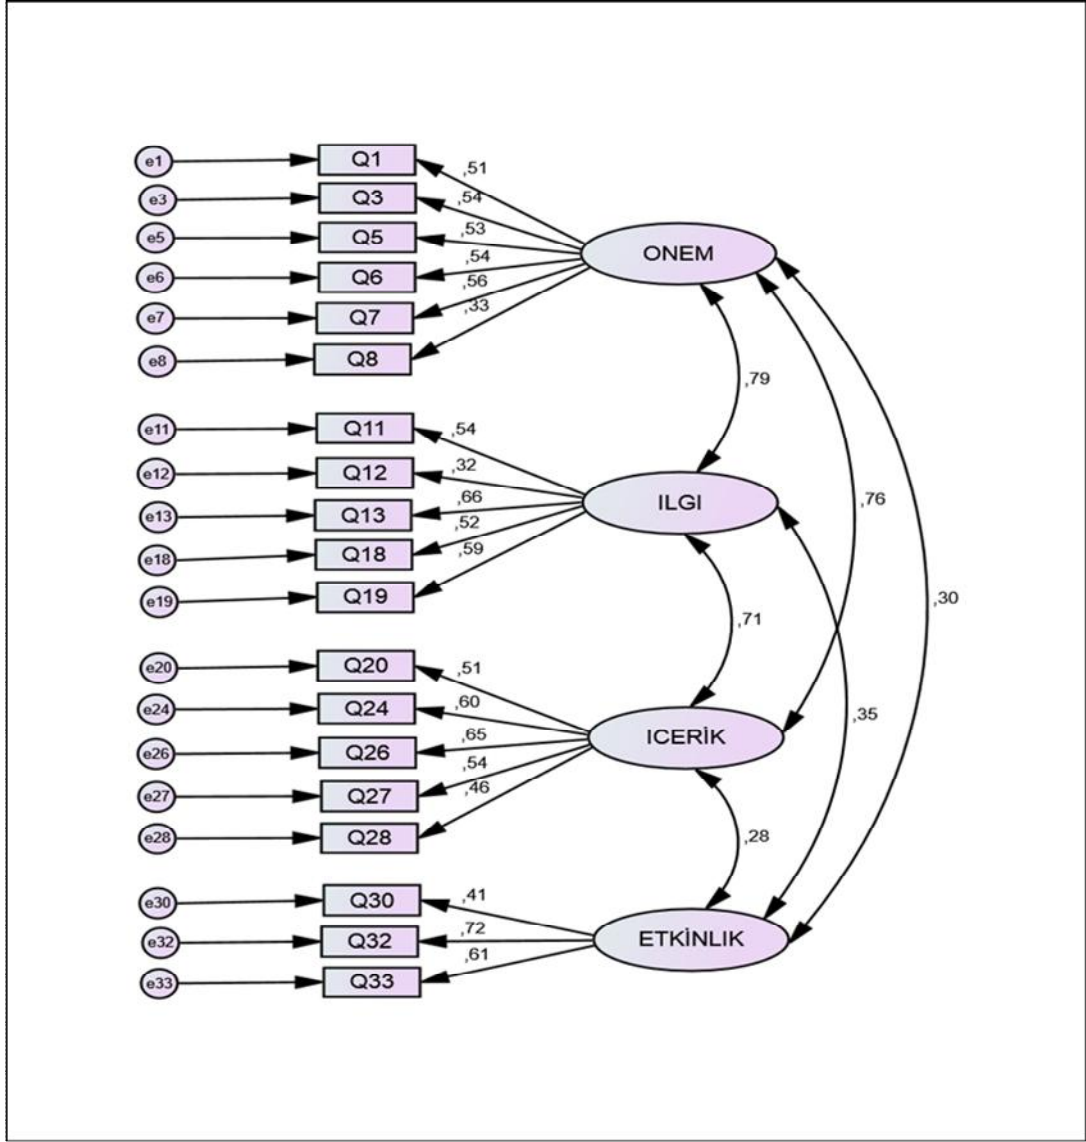 e1 Q1 ,51
e3 Q3 ,54
e5 Q5 ,53
e6 Q6 ,54
e7 Q7 ,56
e8 Q8 ,33
ONEM
,79
e11 Q11 ,54
e12 Q12 ,32
e13 Q13 ,66
e18 Q18 ,52
e19 Q19 ,59
ILGI
,76
,30
,71
,35
e20 Q20 ,51
e24 Q24 ,60
e26 Q26 ,65
e27 Q27 ,54
e28 Q28 ,46
ICERİK
,28
e30 Q30 ,41
e32 Q32 ,72
e33 Q33 ,61
ETKİNLIK